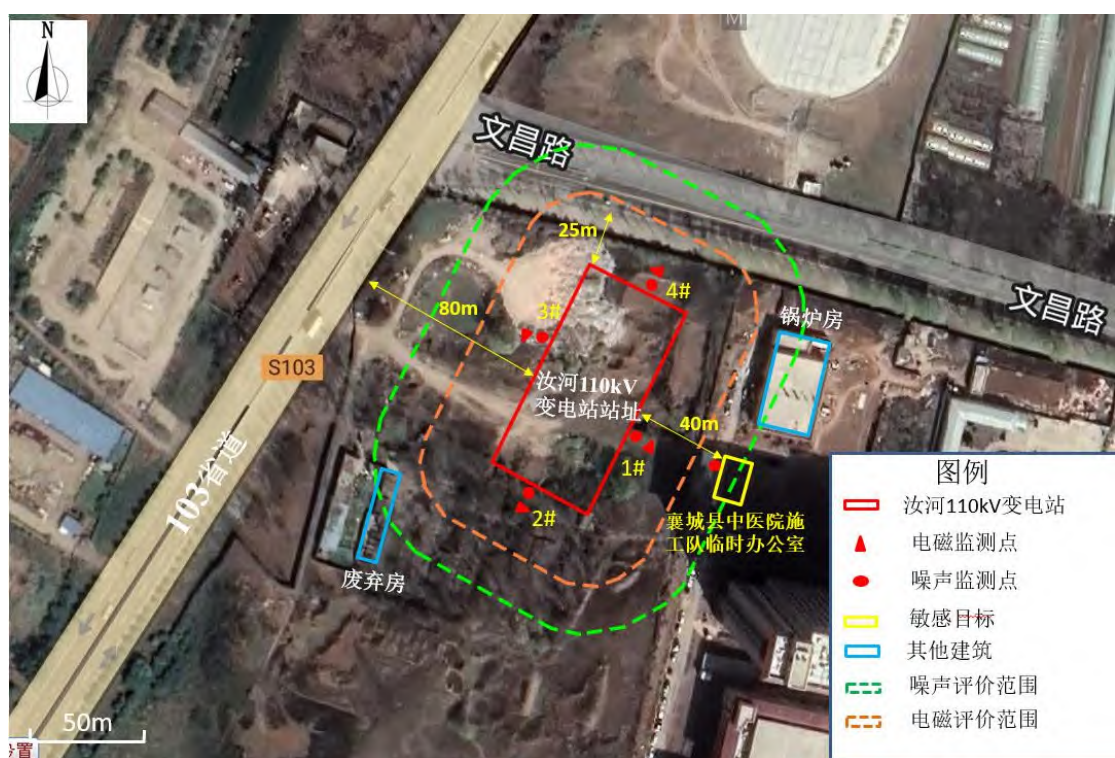 N
M
文昌路
25m
4#
3#
80m
锅炉房
文昌路
S103
汝河110kV
变电站站址
40m
1#
103省道
2#
襄城县中医院施
工队临时办公室
废弃房
50m
置
图例
汝河110kV变电站
电磁监测点
噪声监测点
敏感目标
其他建筑
噪声评价范围
电磁评价范围